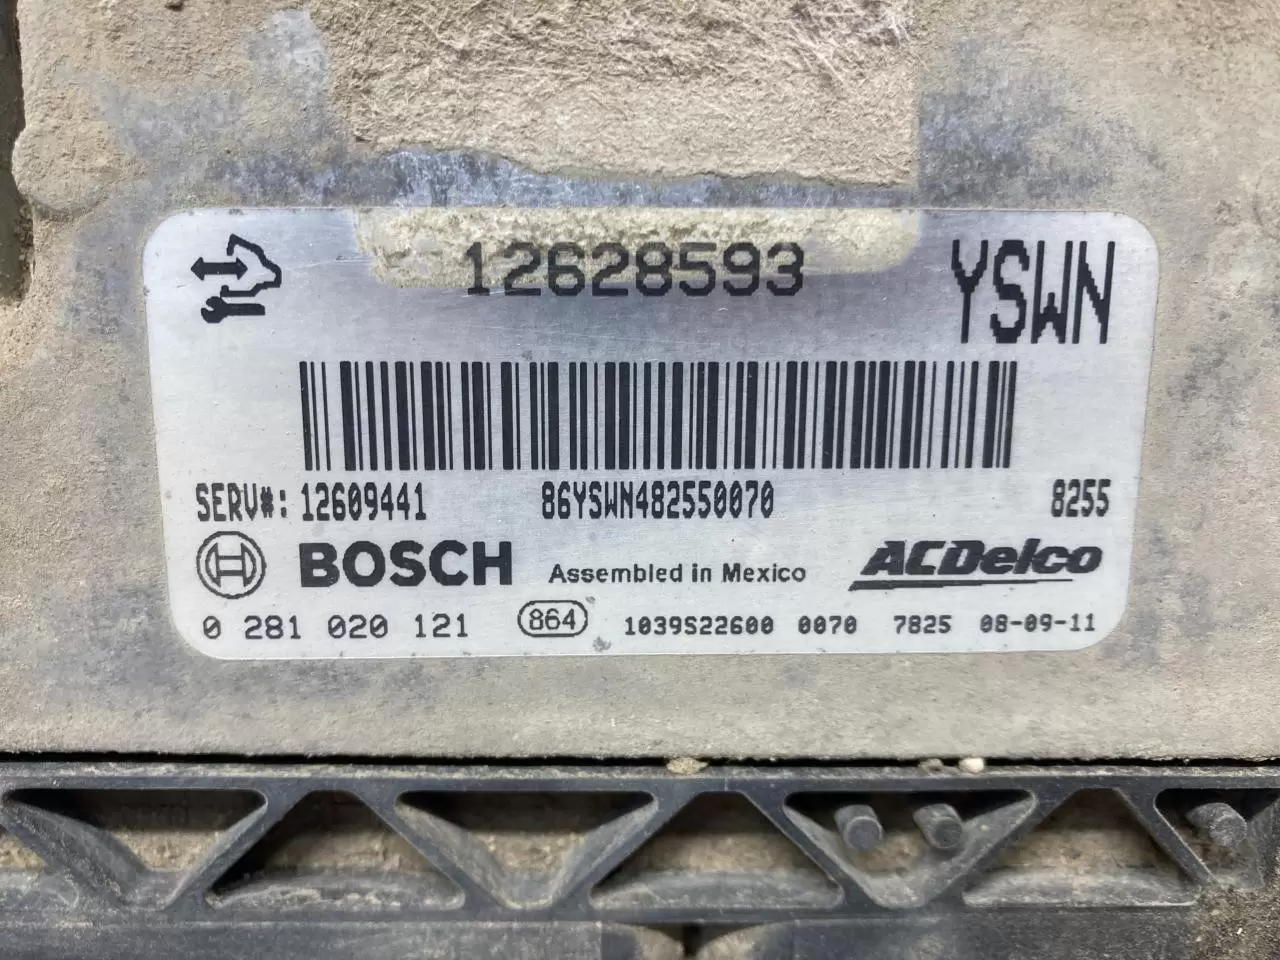 12628593
YSWN
SERV#: 12609441 86YSWN482550070 8255
BOSCH Assembled in Mexico ACDelco
0 281 020 121 864 1039S22600 0070 7825 08-09-11